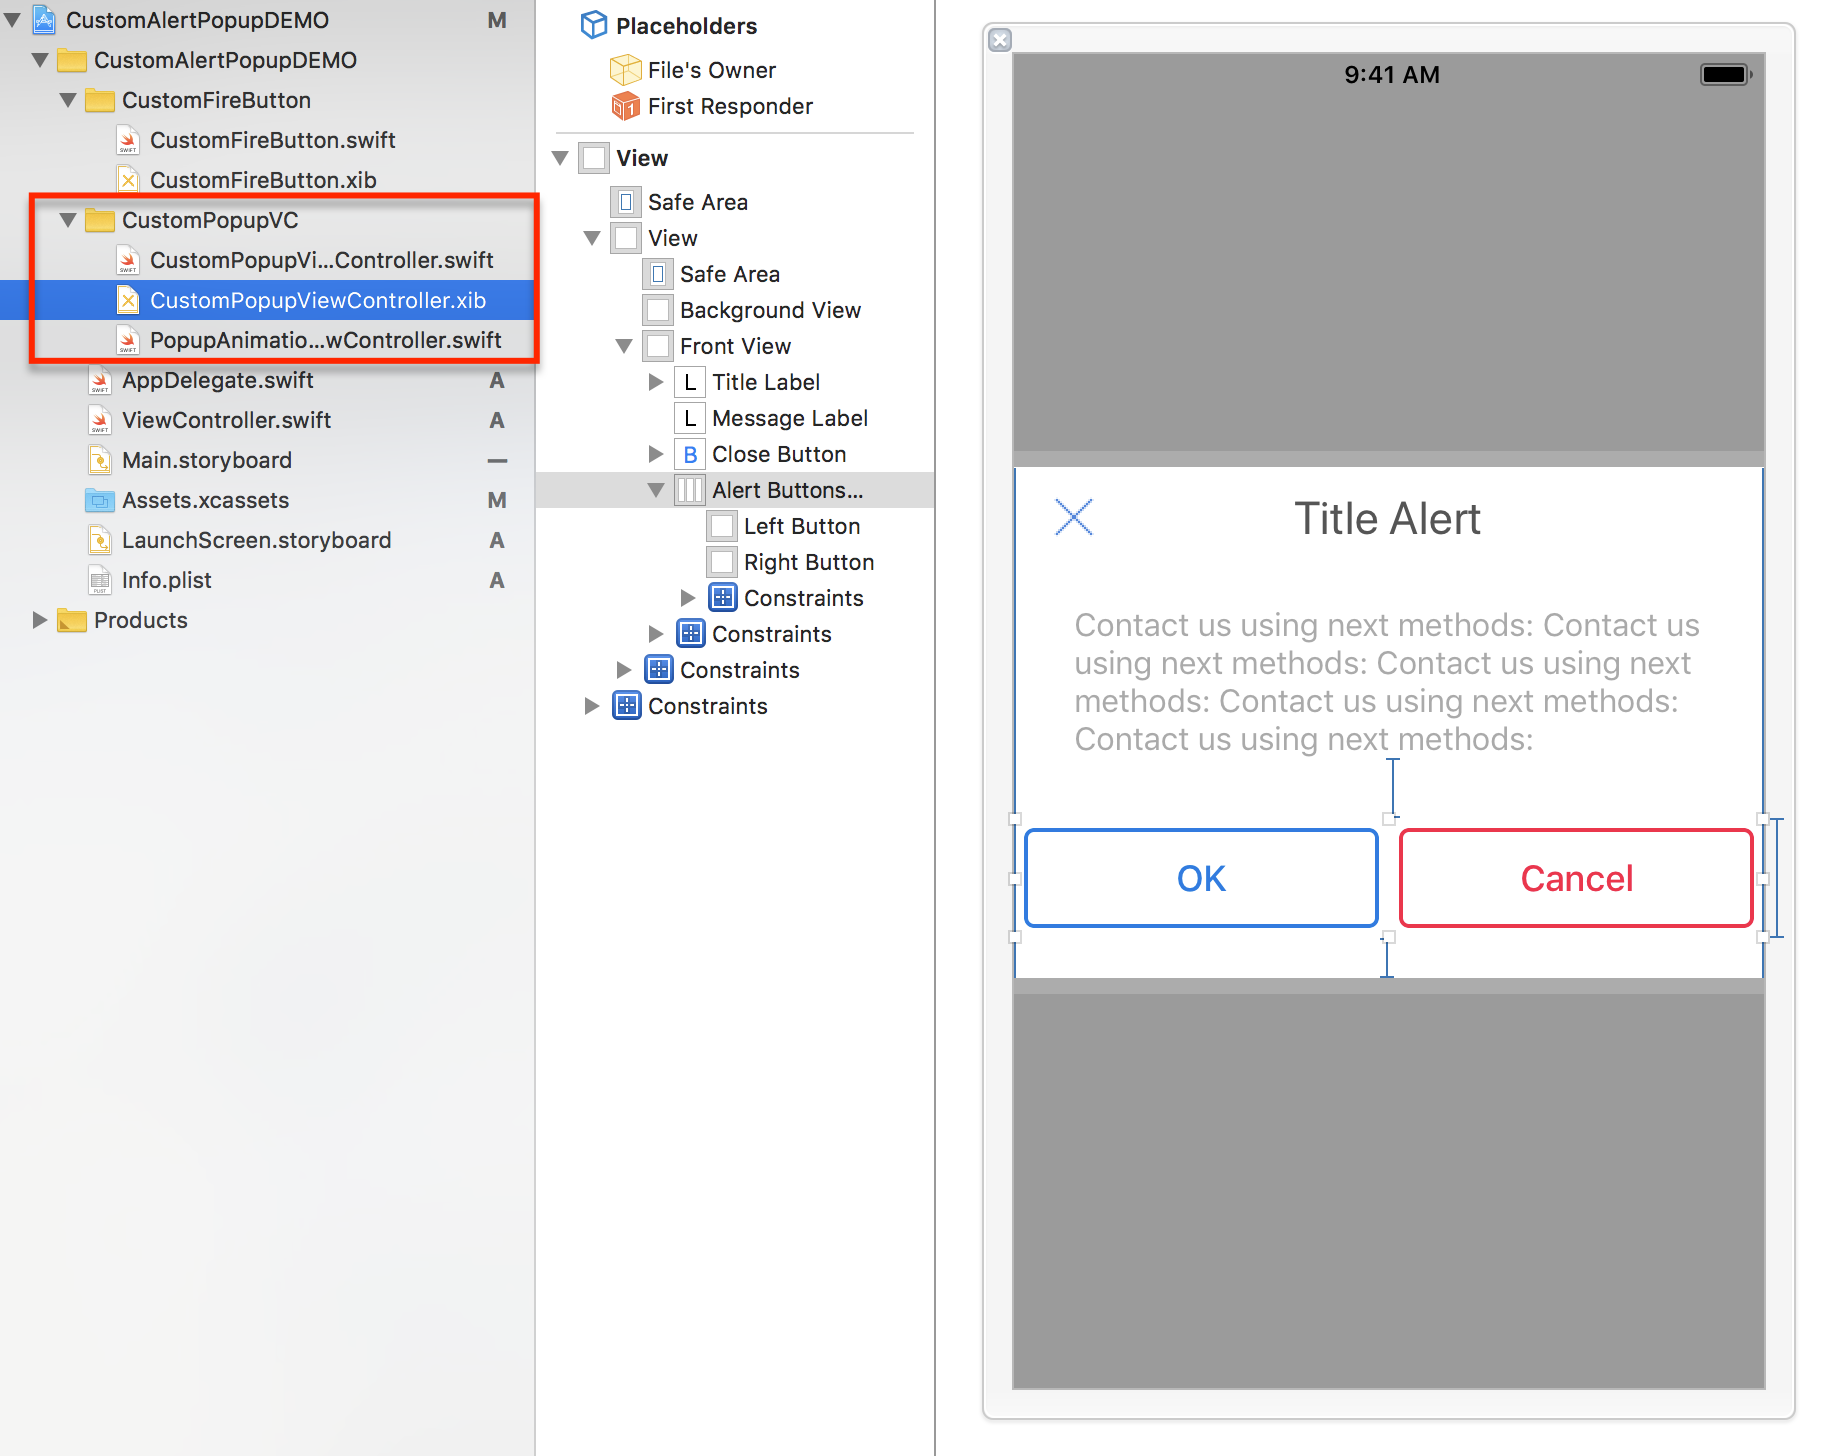 CustomAlertPopupDEMO M
CustomAlertPopupDEMO
CustomFireButton
CustomFireButton.swift
CustomFireButton.xib
CustomPopupVC
CustomPopupVi...Controller.swift
CustomPopupViewController.xib
PopupAnimatio...wController.swift
AppDelegate.swift A
ViewController.swift A
Main.storyboard —
Assets.xcassets M
LaunchScreen.storyboard A
Info.plist A
Products
Placeholders
File's Owner
First Responder
View
Safe Area
View
Safe Area
Background View
Front View
L Title Label
L Message Label
B Close Button
Alert Buttons...
Left Button
Right Button
Constraints
Constraints
Constraints
Constraints
9:41 AM
Title Alert
Contact us using next methods: Contact us
using next methods: Contact us using next
methods: Contact us using next methods:
Contact us using next methods:
OK
Cancel